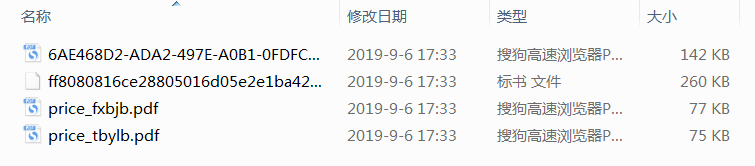 名称 修改日期 类型 大小
6AE468D2-ADA2-497E-A0B1-0FDFC... 2019-9-6 17:33 搜狗高速浏览器P... 142 KB
ff8080816ce28805016d05e2e1ba42... 2019-9-6 17:33 标书 文件 260 KB
price_fxbjb.pdf 2019-9-6 17:33 搜狗高速浏览器P... 77 KB
price_tbylb.pdf 2019-9-6 17:33 搜狗高速浏览器P... 75 KB